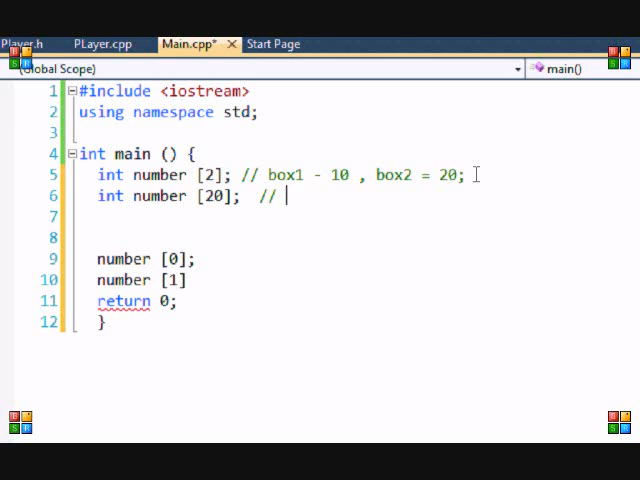 PLayer.h PLayer.cpp Main.cpp* Start Page
(Global Scope) main()
1 #include <iostream>
2 using namespace std;
3
4 int main () {
5 int number [2]; // box1 - 10 , box2 = 20;
6 int number [20]; //
7
8
9 number [0];
10 number [1]
11 return 0;
12 }